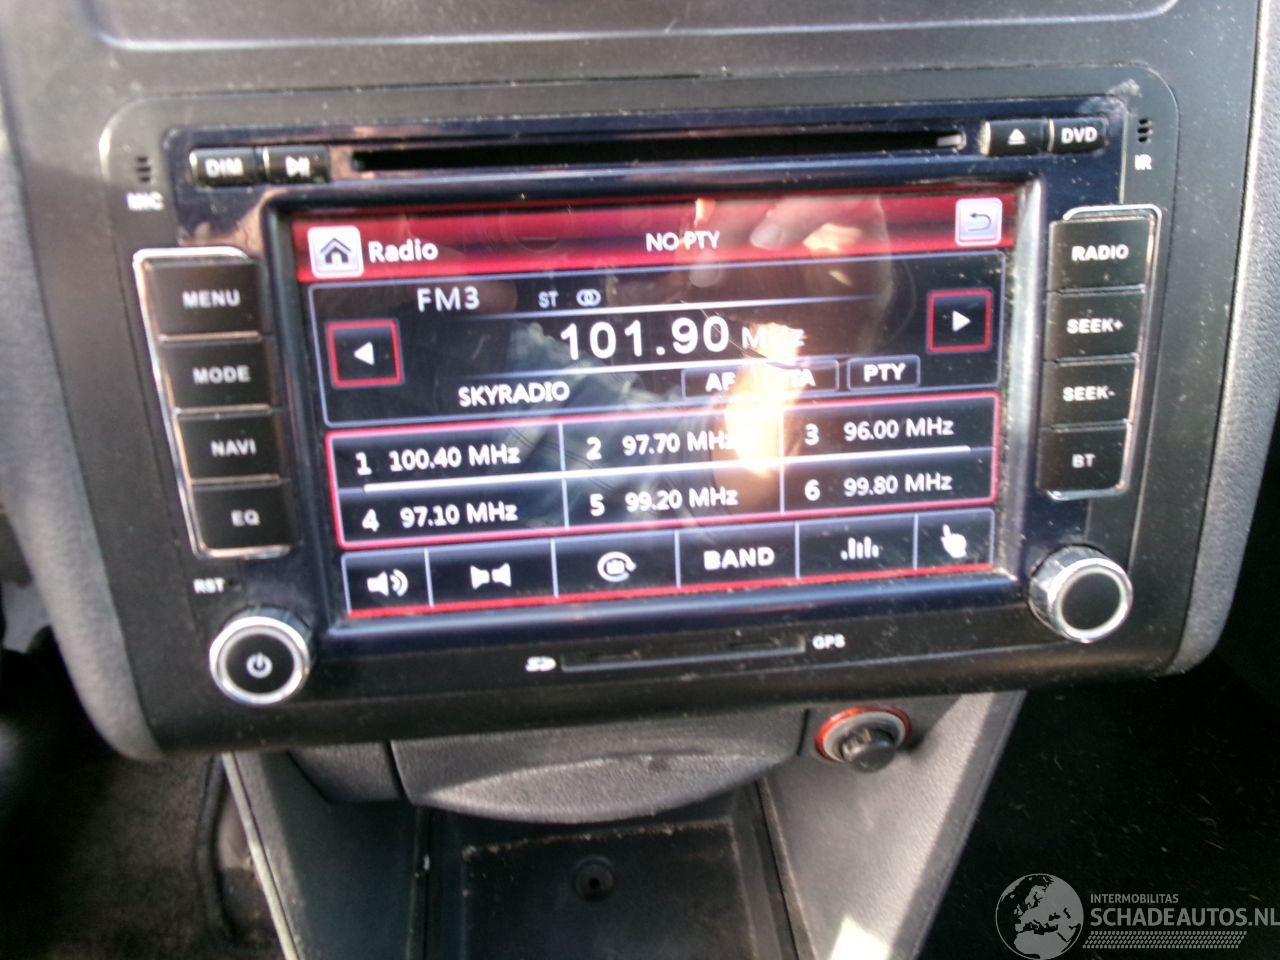 DIM
DVD
MIC
IR
Radio
NO PTY
MENU
MODE
NAVI
EQ
RST
RADIO
SEEK+
SEEK-
BT
FM3 ST
101.90 MHz
SKYRADIO AF TA PTY
1 100.40 MHz 2 97.70 MHz 3 96.00 MHz
4 97.10 MHz 5 99.20 MHz 6 99.80 MHz
BAND
SD
GPS
INTERMOBILITAS
SCHADEAUTOS.NL